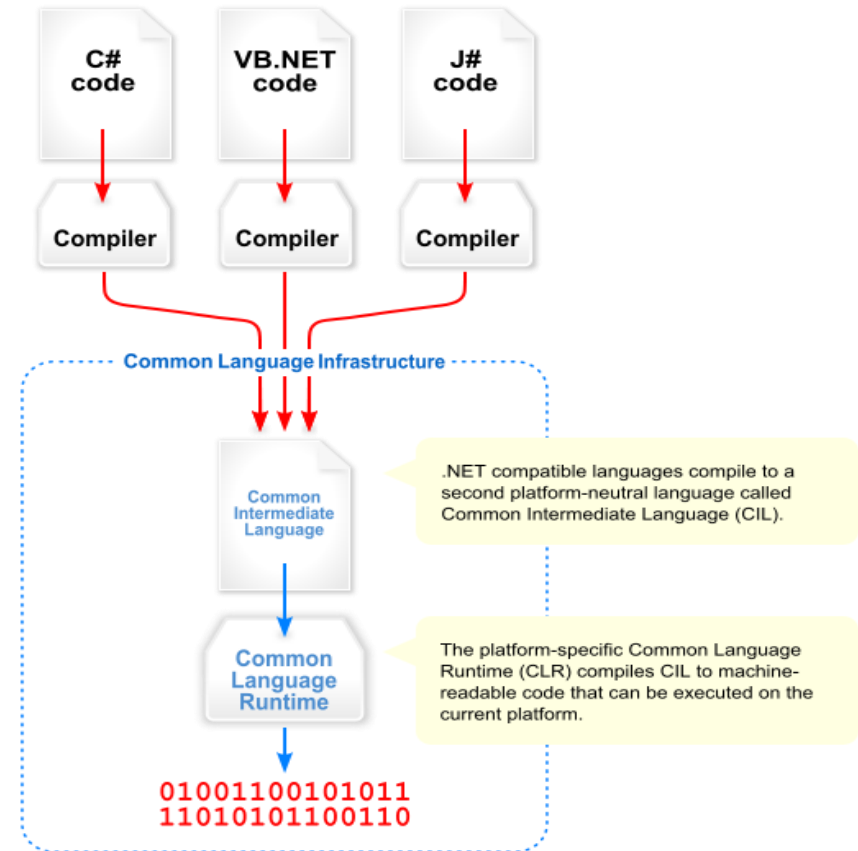 C#
code
VB.NET
code
J#
code
Compiler
Compiler
Compiler
Common Language Infrastructure
Common
Intermediate
Language
.NET compatible languages compile to a
second platform-neutral language called
Common Intermediate Language (CIL).
Common
Language
Runtime
The platform-specific Common Language
Runtime (CLR) compiles CIL to machine-
readable code that can be executed on the
current platform.
01001100101011
11010101100110